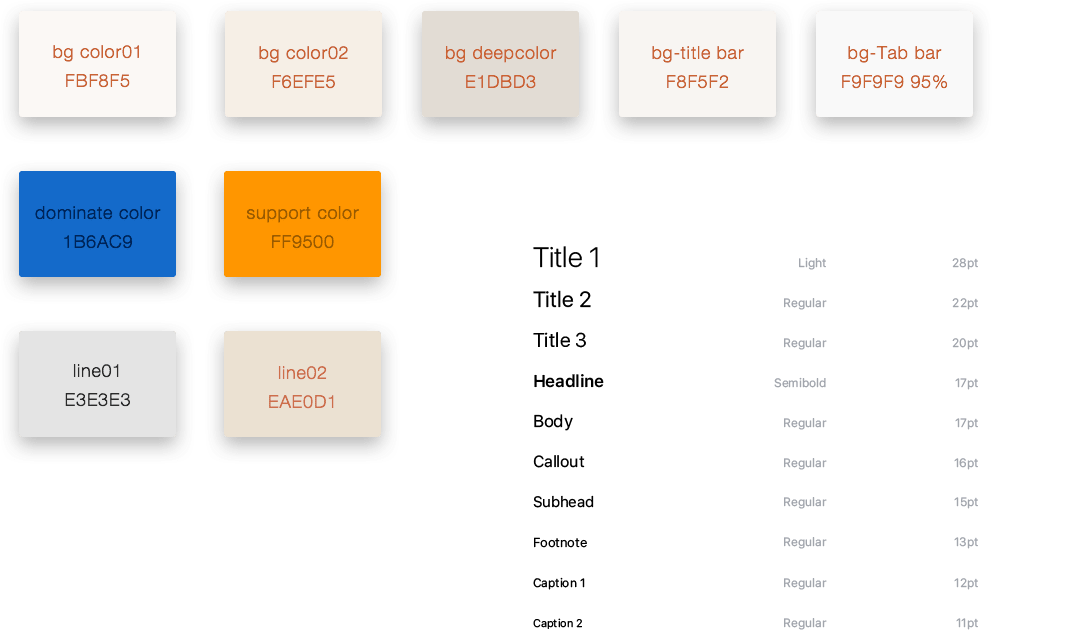 bg color01
FBF8F5
bg color02
F6EFE5
bg deepcolor
E1DBD3
bg-title bar
F8F5F2
bg-Tab bar
F9F9F9 95%
dominate color
1B6AC9
support color
FF9500
line01
E3E3E3
line02
EAE0D1
Title 1 Light 28pt
Title 2 Regular 22pt
Title 3 Regular 20pt
Headline Semibold 17pt
Body Regular 17pt
Callout Regular 16pt
Subhead Regular 15pt
Footnote Regular 13pt
Caption 1 Regular 12pt
Caption 2 Regular 11pt